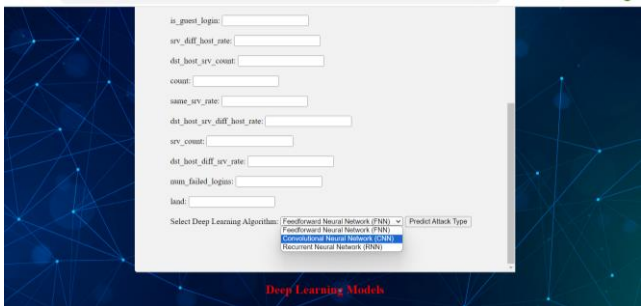 is_guest_login:
srv_diff_host_rate:
dst_host_srv_count:
count:
same_srv_rate:
dst_host_srv_diff_host_rate:
srv_count:
dst_host_diff_srv_rate:
num_failed_logins:
land:
Select Deep Learning Algorithm: Feedforward Neural Network (FNN) Predict Attack Type
Feedforward Neural Network (FNN)
Convolutional Neural Network (CNN)
Recurrent Neural Network (RNN)
Deep Learning Models